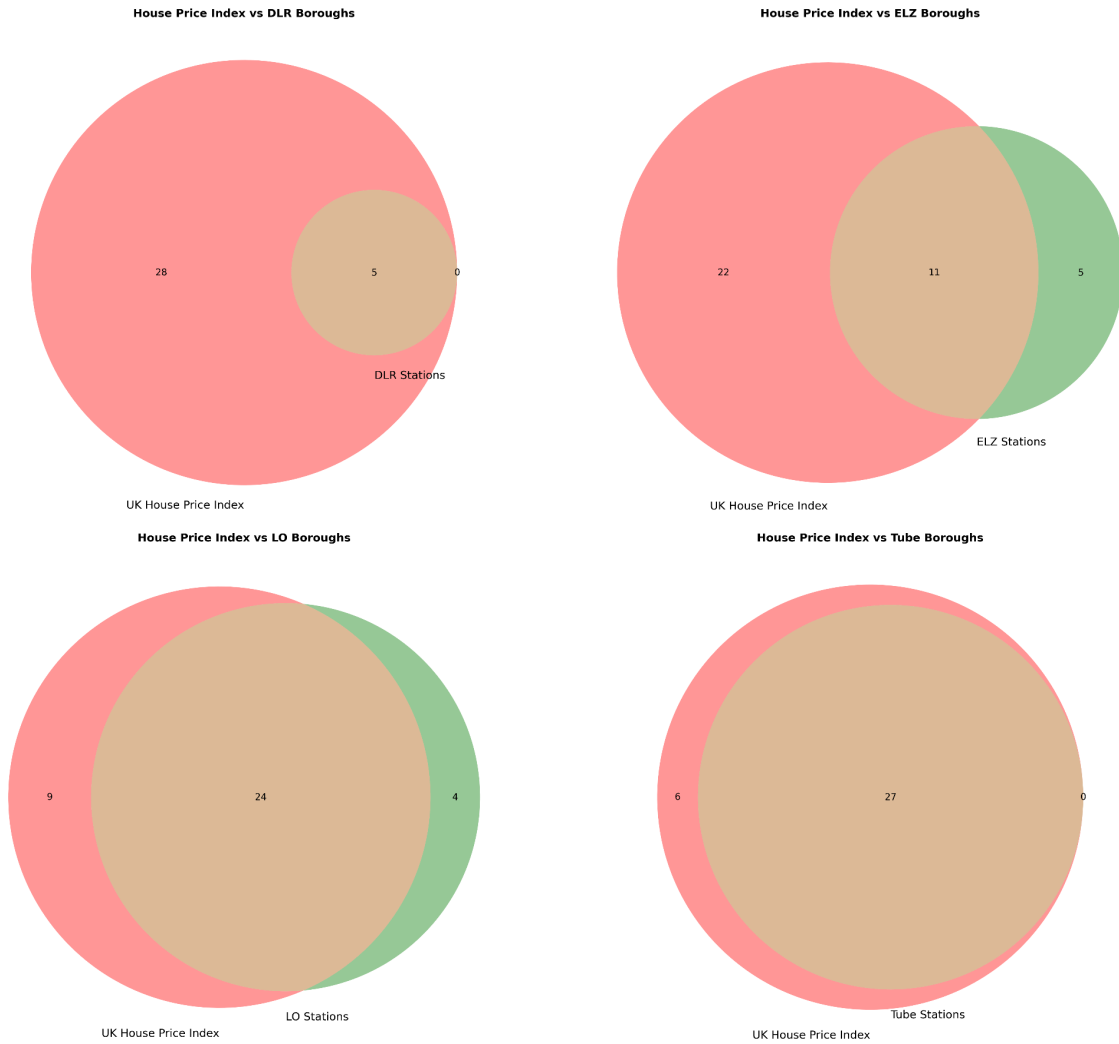 House Price Index vs DLR Boroughs
28
5
0
DLR Stations
UK House Price Index
House Price Index vs ELZ Boroughs
22
11
5
ELZ Stations
UK House Price Index
House Price Index vs LO Boroughs
9
24
4
LO Stations
UK House Price Index
House Price Index vs Tube Boroughs
6
27
0
Tube Stations
UK House Price Index